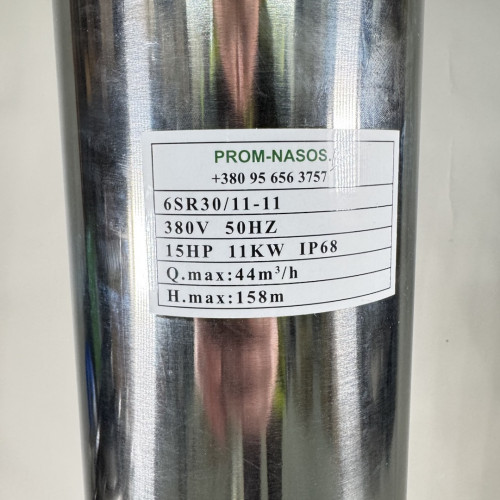 PROM-NASOS.
+380 95 656 3757
6SR30/11-11
380V 50HZ
15HP 11KW IP68
Q.max:44m³/h
H.max:158m